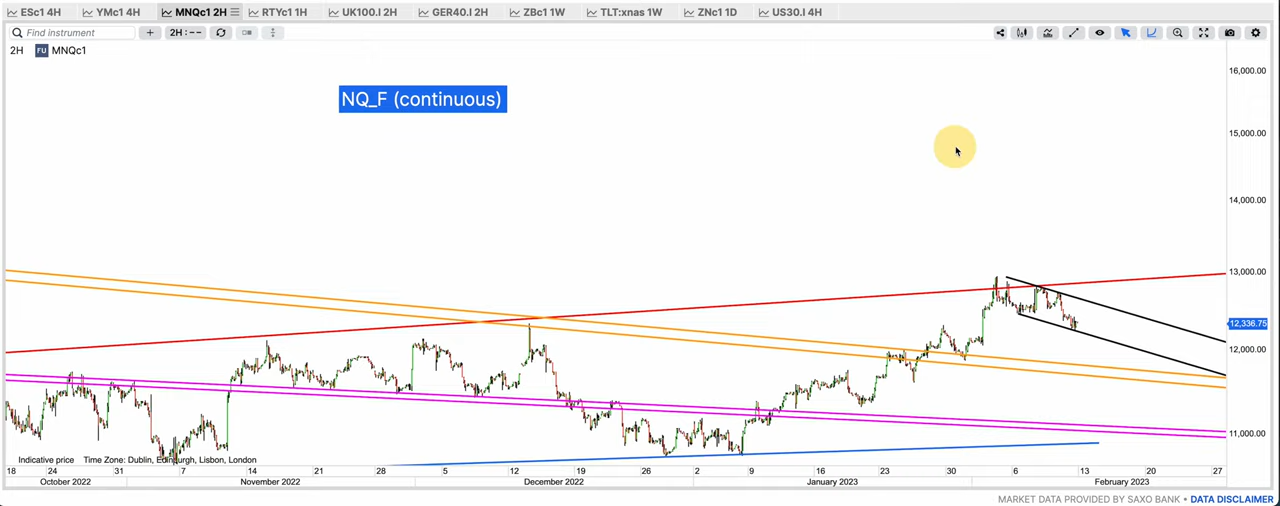 ESc1 4H YMc1 4H MNQc1 2H RTYc1 1H UK100.I 2H GER40.I 2H ZBc1 1W TLT:xnas 1W ZNc1 1D US30.I 4H
Find instrument 2H
2H FU MNQc1
16,000.00
NQ_F (continuous)
15,000.00
14,000.00
13,000.00
12,336.75
12,000.00
11,000.00
Indicative price Time Zone: Dublin, Edinburgh, Lisbon, London
18 24 31 7 14 21 28 5 12 19 26 2 9 16 23 30 6 13 20 27
October 2022 November 2022 December 2022 January 2023 February 2023
MARKET DATA PROVIDED BY SAXO BANK • DATA DISCLAIMER